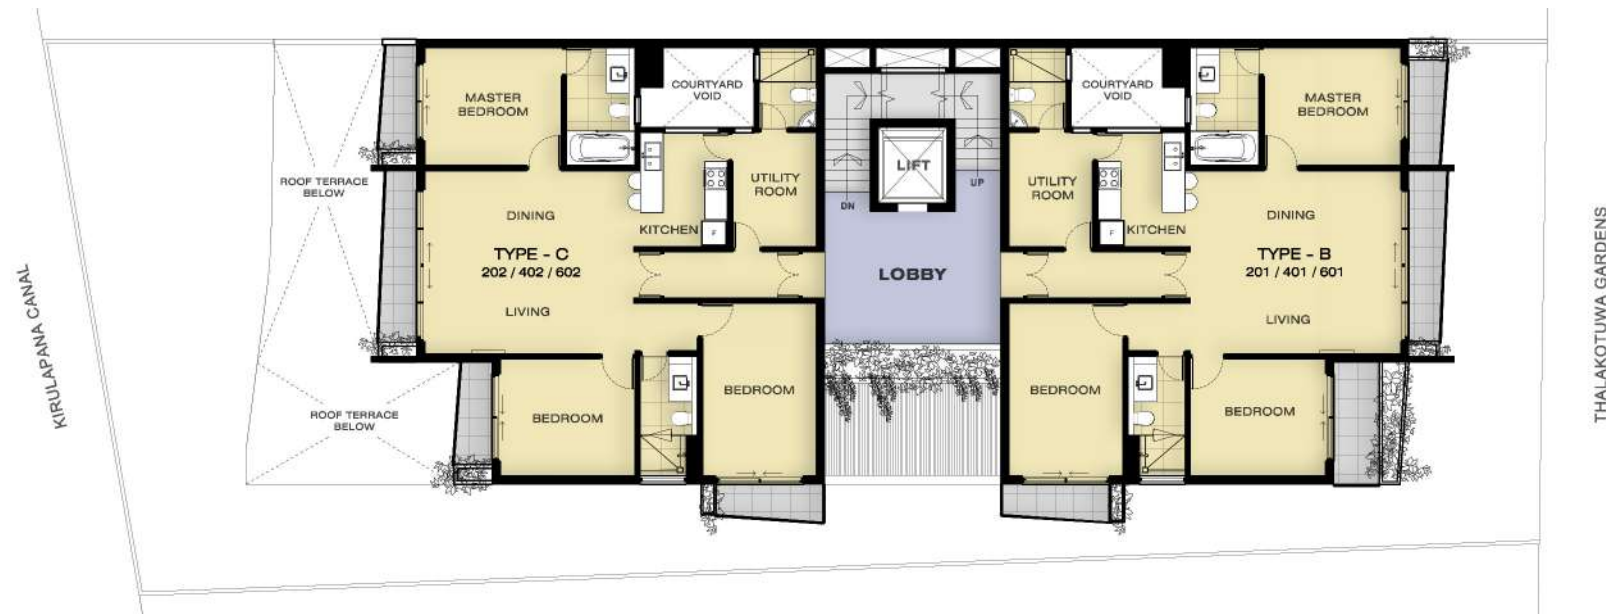 MASTER
BEDROOM
COURTYARD
VOID
COURTYARD
VOID
MASTER
BEDROOM
ROOF TERRACE
BELOW
DINING
KITCHEN
UTILITY
ROOM
LIFT
UP
DN
UTILITY
ROOM
KITCHEN
DINING
F
F
TYPE - C
202 / 402 / 602
LOBBY
TYPE - B
201 / 401 / 601
LIVING
LIVING
BEDROOM
BEDROOM
BEDROOM
BEDROOM
ROOF TERRACE
BELOW
KIRULAPANA CANAL
THALAKOTUWA GARDENS